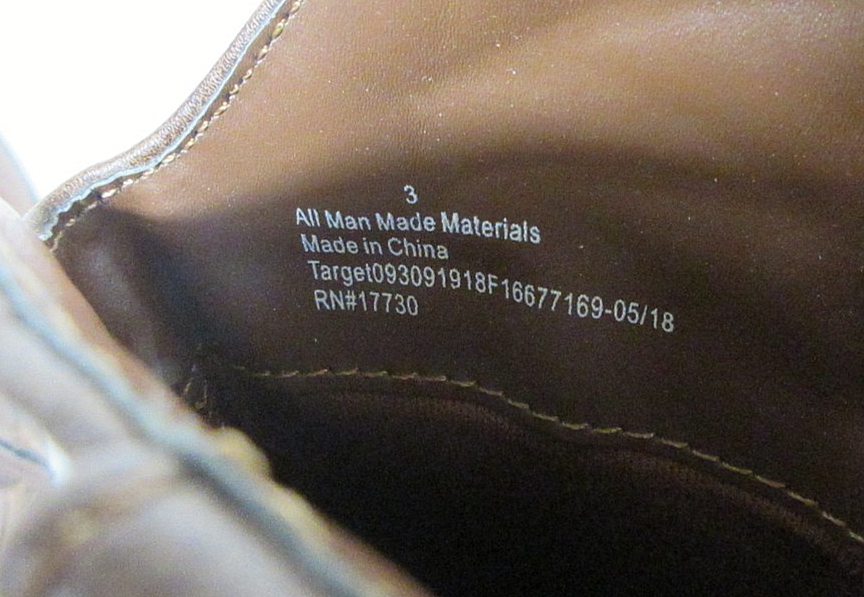 3
All Man Made Materials
Made in China
Target093091918F16677169-05/18
RN#17730